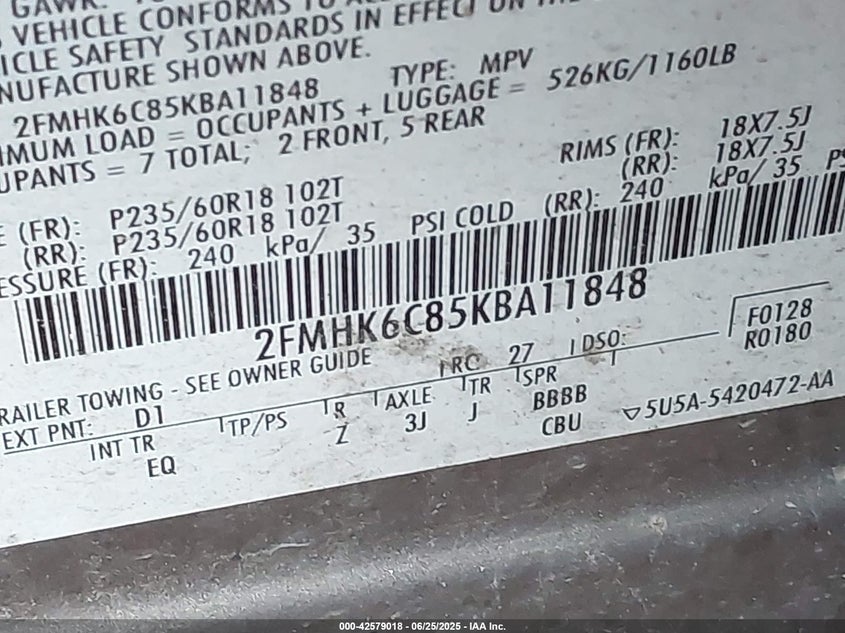 VEHICLE CONFORMS TO
ICLE SAFETY STANDARDS IN EFFECT ON
NUFACTURE SHOWN ABOVE.
2FMHK6C85KBA11848 TYPE: MPV
IMUM LOAD = OCCUPANTS + LUGGAGE = 526KG/1160LB
UPANTS = 7 TOTAL; 2 FRONT, 5 REAR
RIMS (FR): 18X7.5J
(RR): 18X7.5J
E (FR): P235/60R18 102T
(RR): P235/60R18 102T
ESSURE (FR): 240 kPa/ 35 PSI COLD (RR): 240 kPa/ 35 PS
2FMHK6C85KBA11848
F0128
R0180
RAILER TOWING - SEE OWNER GUIDE RC: 27 DSO:
EXT PNT: D1 TP/PS R AXLE TR SPR
INT TR Z 3J J BBBB
EQ CBU 5U5A-5420472-AA
000-42579018 - 06/25/2025 - IAA Inc.